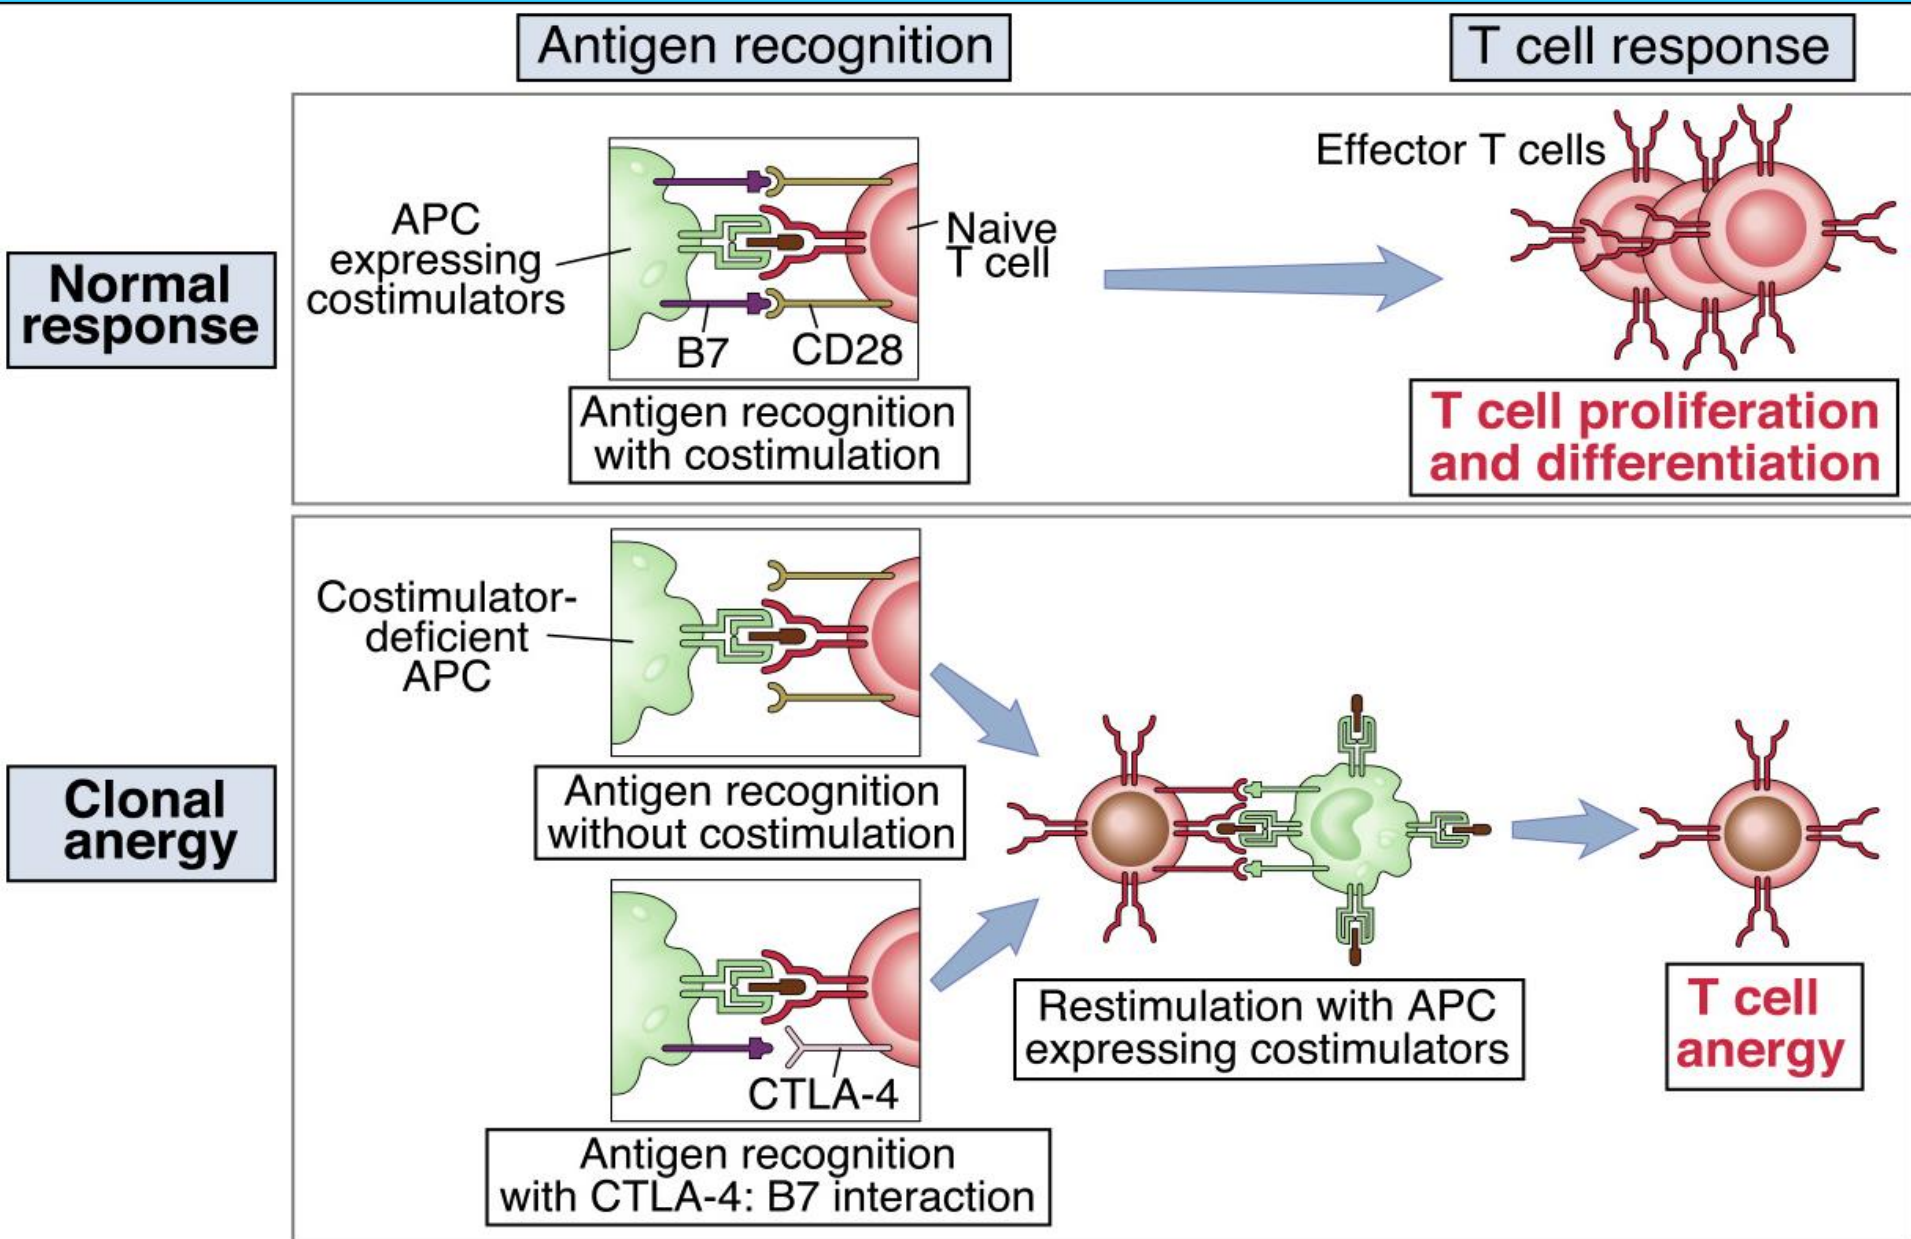 Antigen recognition
T cell response
Normal
response
APC
expressing
costimulators
Naive
T cell
B7
CD28
Antigen recognition
with costimulation
Effector T cells
T cell proliferation
and differentiation
Clonal
anergy
Costimulator-
deficient
APC
Antigen recognition
without costimulation
CTLA-4
Antigen recognition
with CTLA-4: B7 interaction
Restimulation with APC
expressing costimulators
T cell
anergy